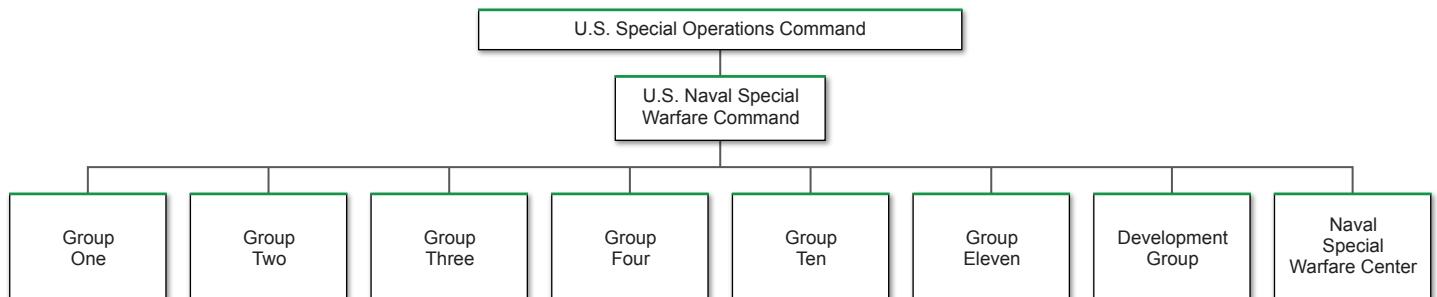 U.S. Special Operations Command
U.S. Naval Special
Warfare Command
Group
One
Group
Two
Group
Three
Group
Four
Group
Ten
Group
Eleven
Development
Group
Naval
Special
Warfare Center